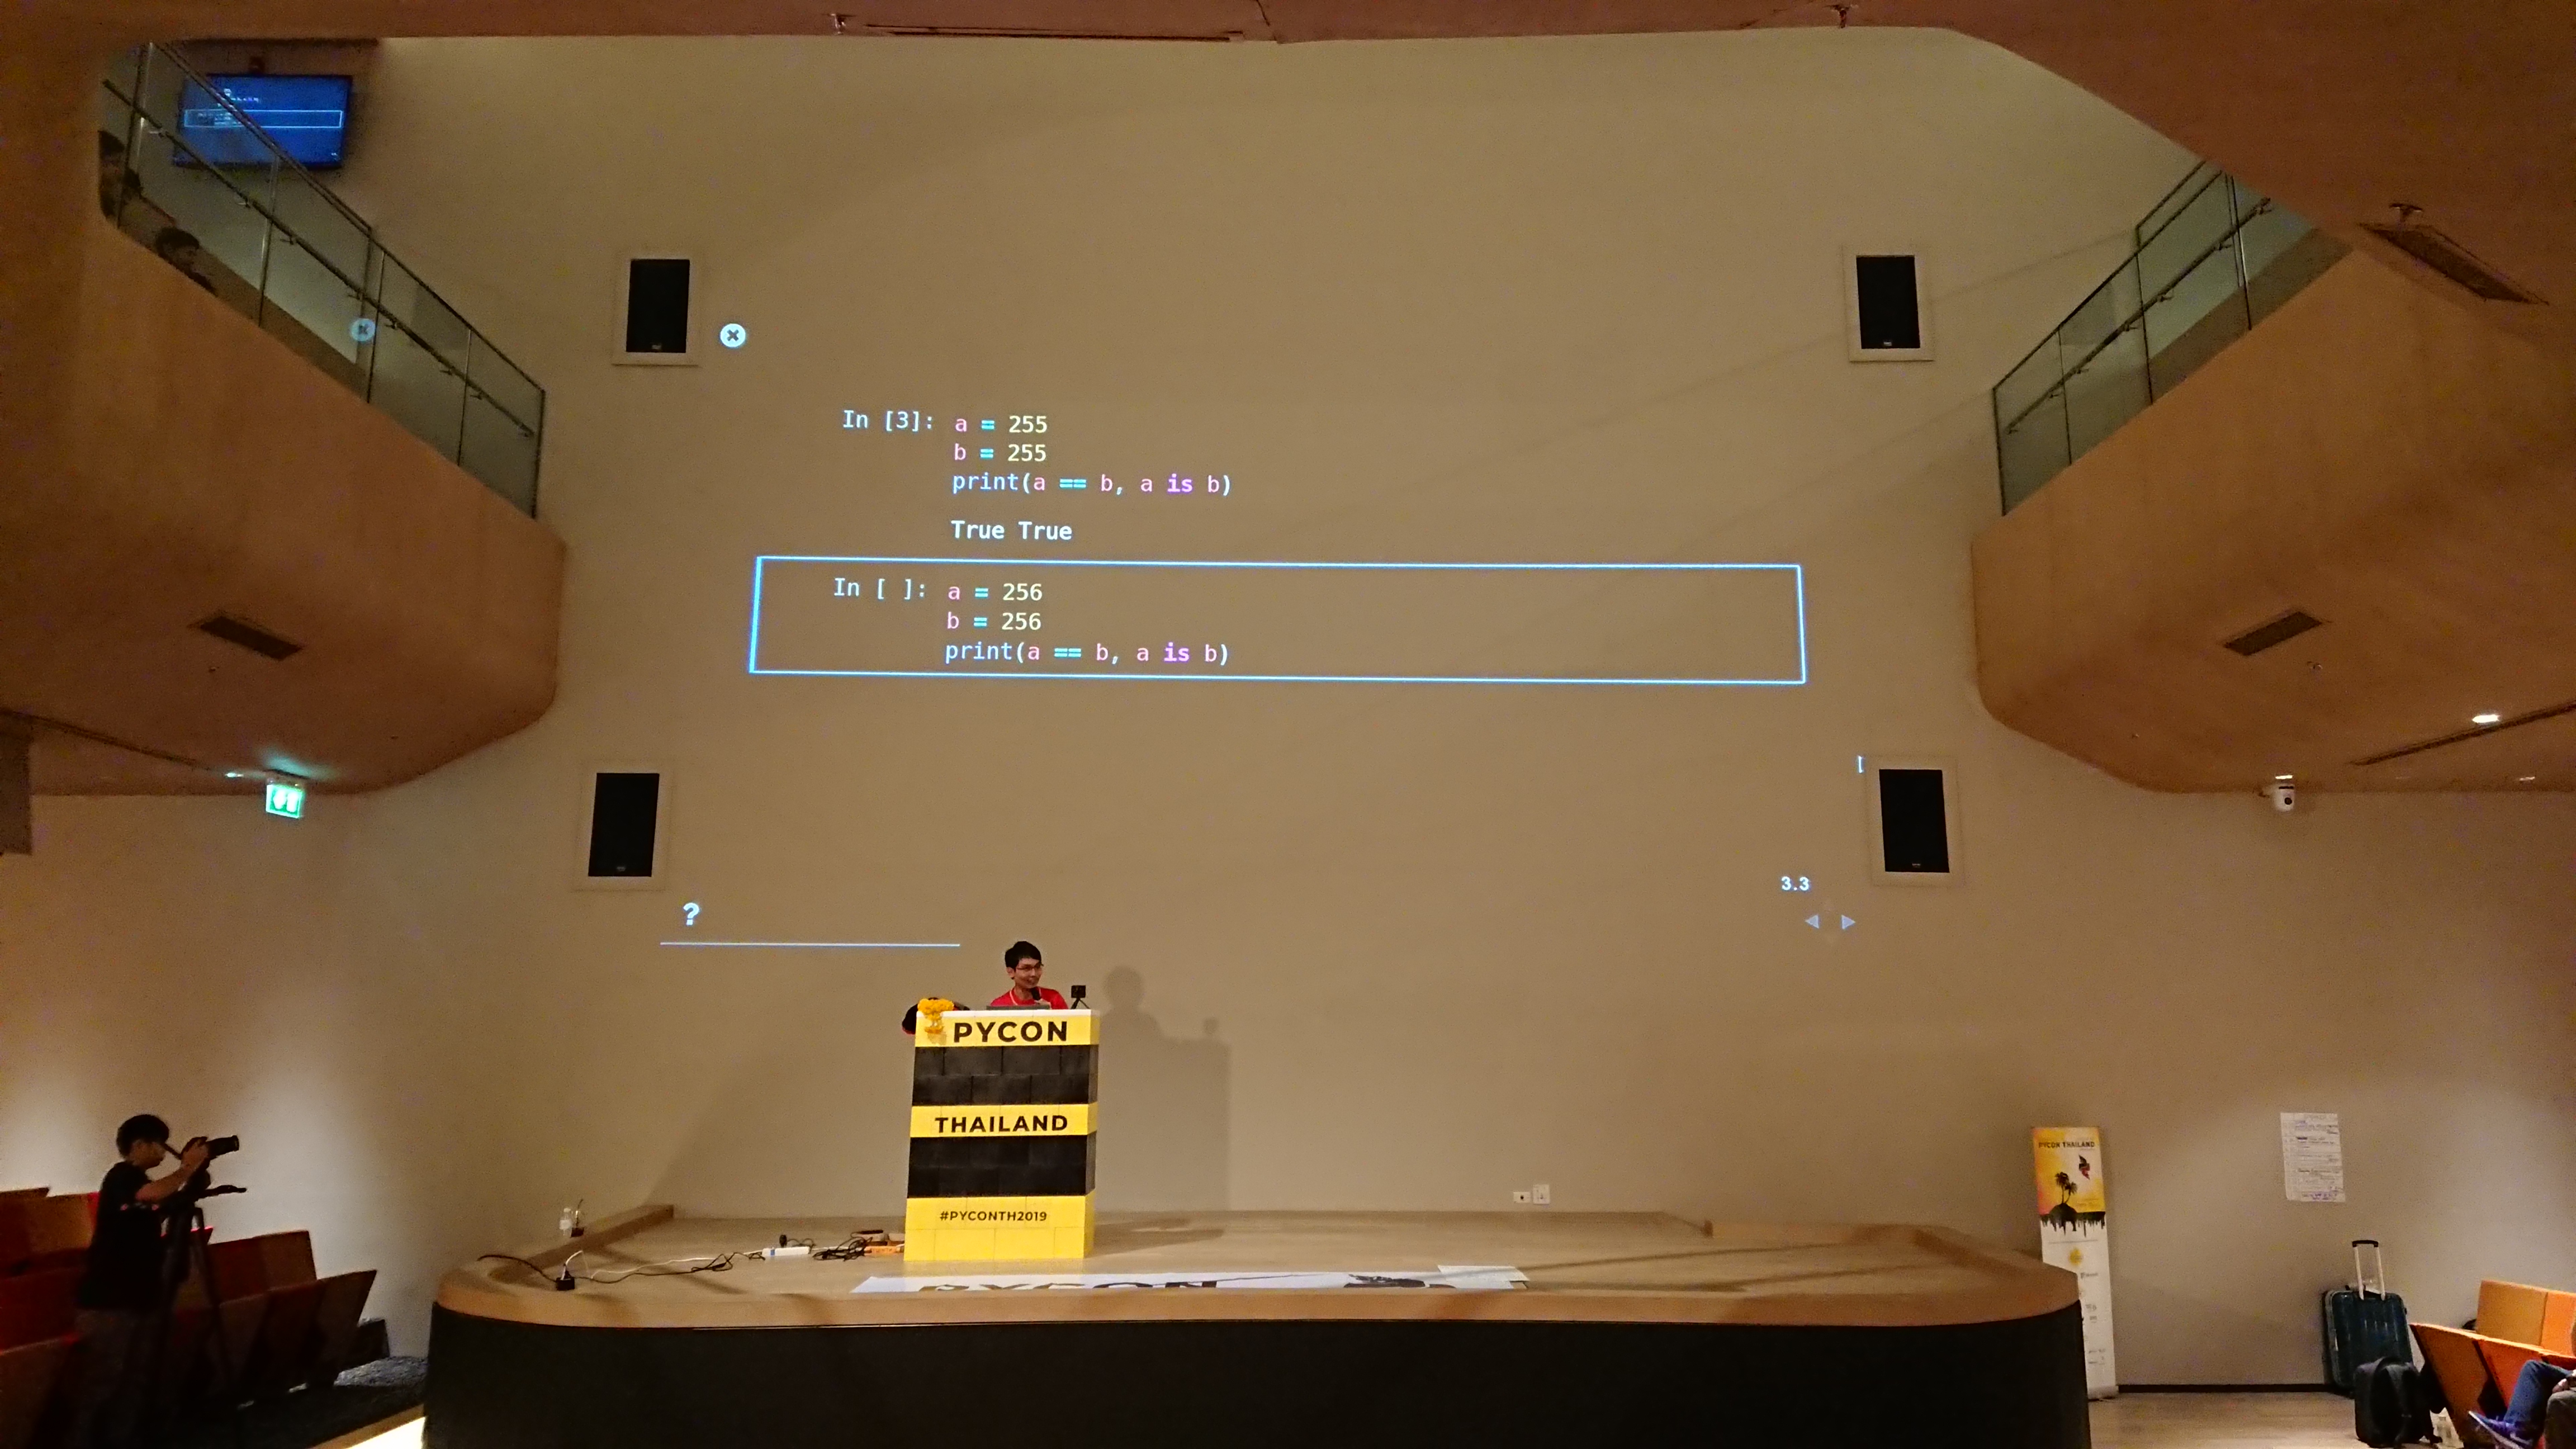 In [3]: a = 255
b = 255
print(a == b, a is b)
True True
In [ ]: a = 256
b = 256
print(a == b, a is b)
3.3
?
PYCON
THAILAND
#PYCONTH2019
PYCON THAILAND
PYCON